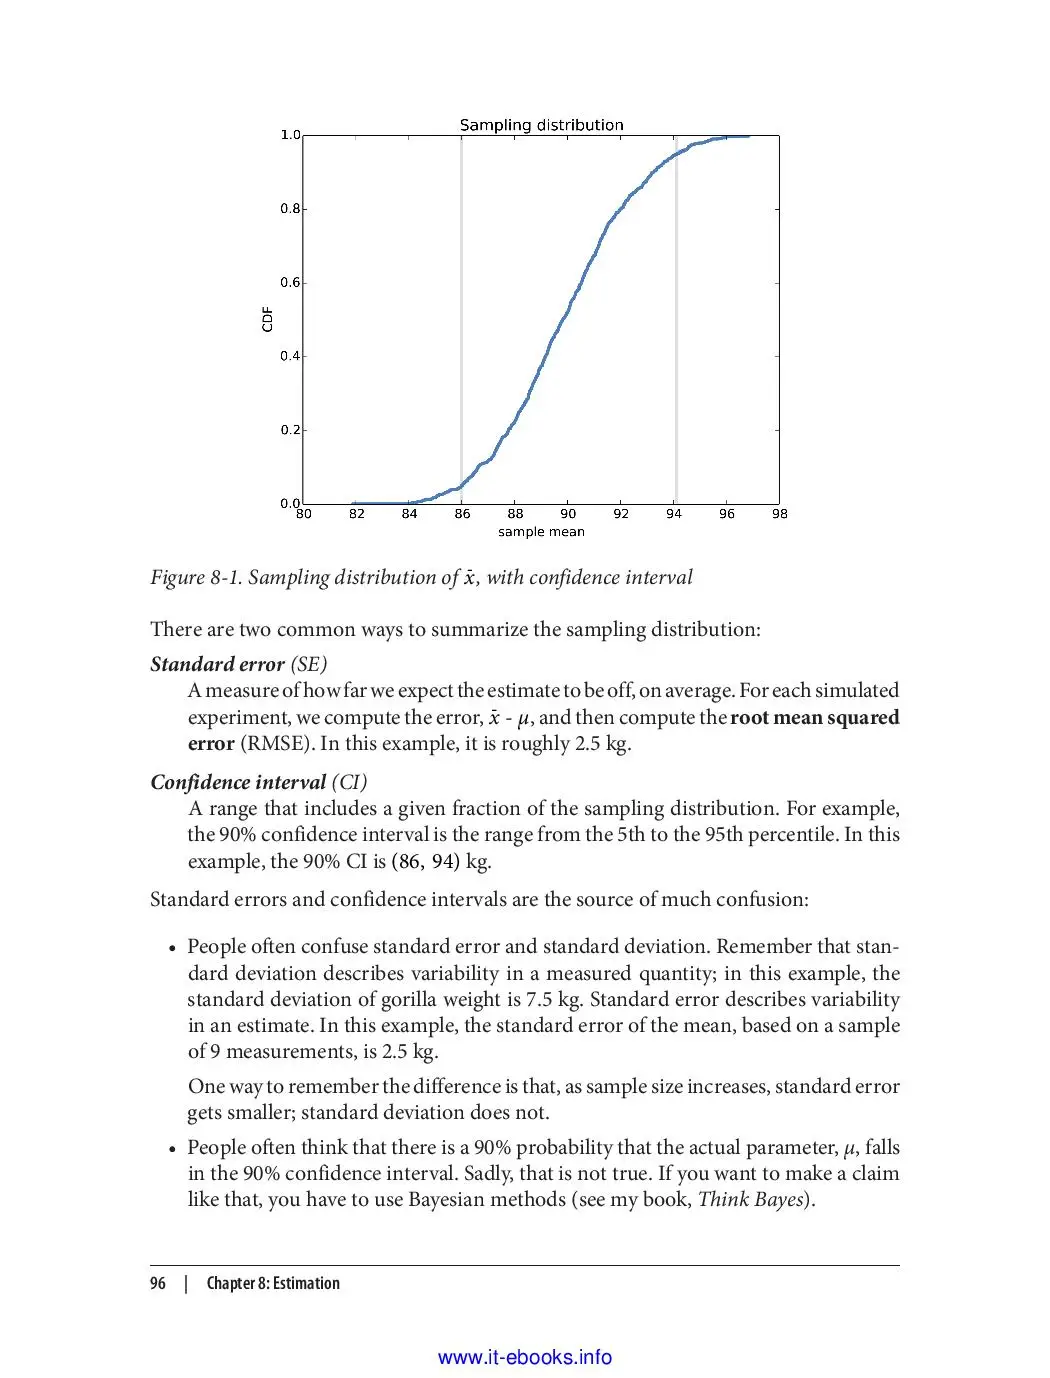 Sampling distribution
1.0
0.8
0.6
0.4
0.2
0.0
CDF
80 82 84 86 88 90 92 94 96 98
sample mean
Figure 8-1. Sampling distribution of x̄, with confidence interval
There are two common ways to summarize the sampling distribution:
Standard error (SE)
A measure of how far we expect the estimate to be off, on average. For each simulated
experiment, we compute the error, x̄ - μ, and then compute the root mean squared
error (RMSE). In this example, it is roughly 2.5 kg.
Confidence interval (CI)
A range that includes a given fraction of the sampling distribution. For example,
the 90% confidence interval is the range from the 5th to the 95th percentile. In this
example, the 90% CI is (86, 94) kg.
Standard errors and confidence intervals are the source of much confusion:
• People often confuse standard error and standard deviation. Remember that stan-
dard deviation describes variability in a measured quantity; in this example, the
standard deviation of gorilla weight is 7.5 kg. Standard error describes variability
in an estimate. In this example, the standard error of the mean, based on a sample
of 9 measurements, is 2.5 kg.
One way to remember the difference is that, as sample size increases, standard error
gets smaller; standard deviation does not.
• People often think that there is a 90% probability that the actual parameter, μ, falls
in the 90% confidence interval. Sadly, that is not true. If you want to make a claim
like that, you have to use Bayesian methods (see my book, Think Bayes).
96 | Chapter 8: Estimation
www.it-ebooks.info